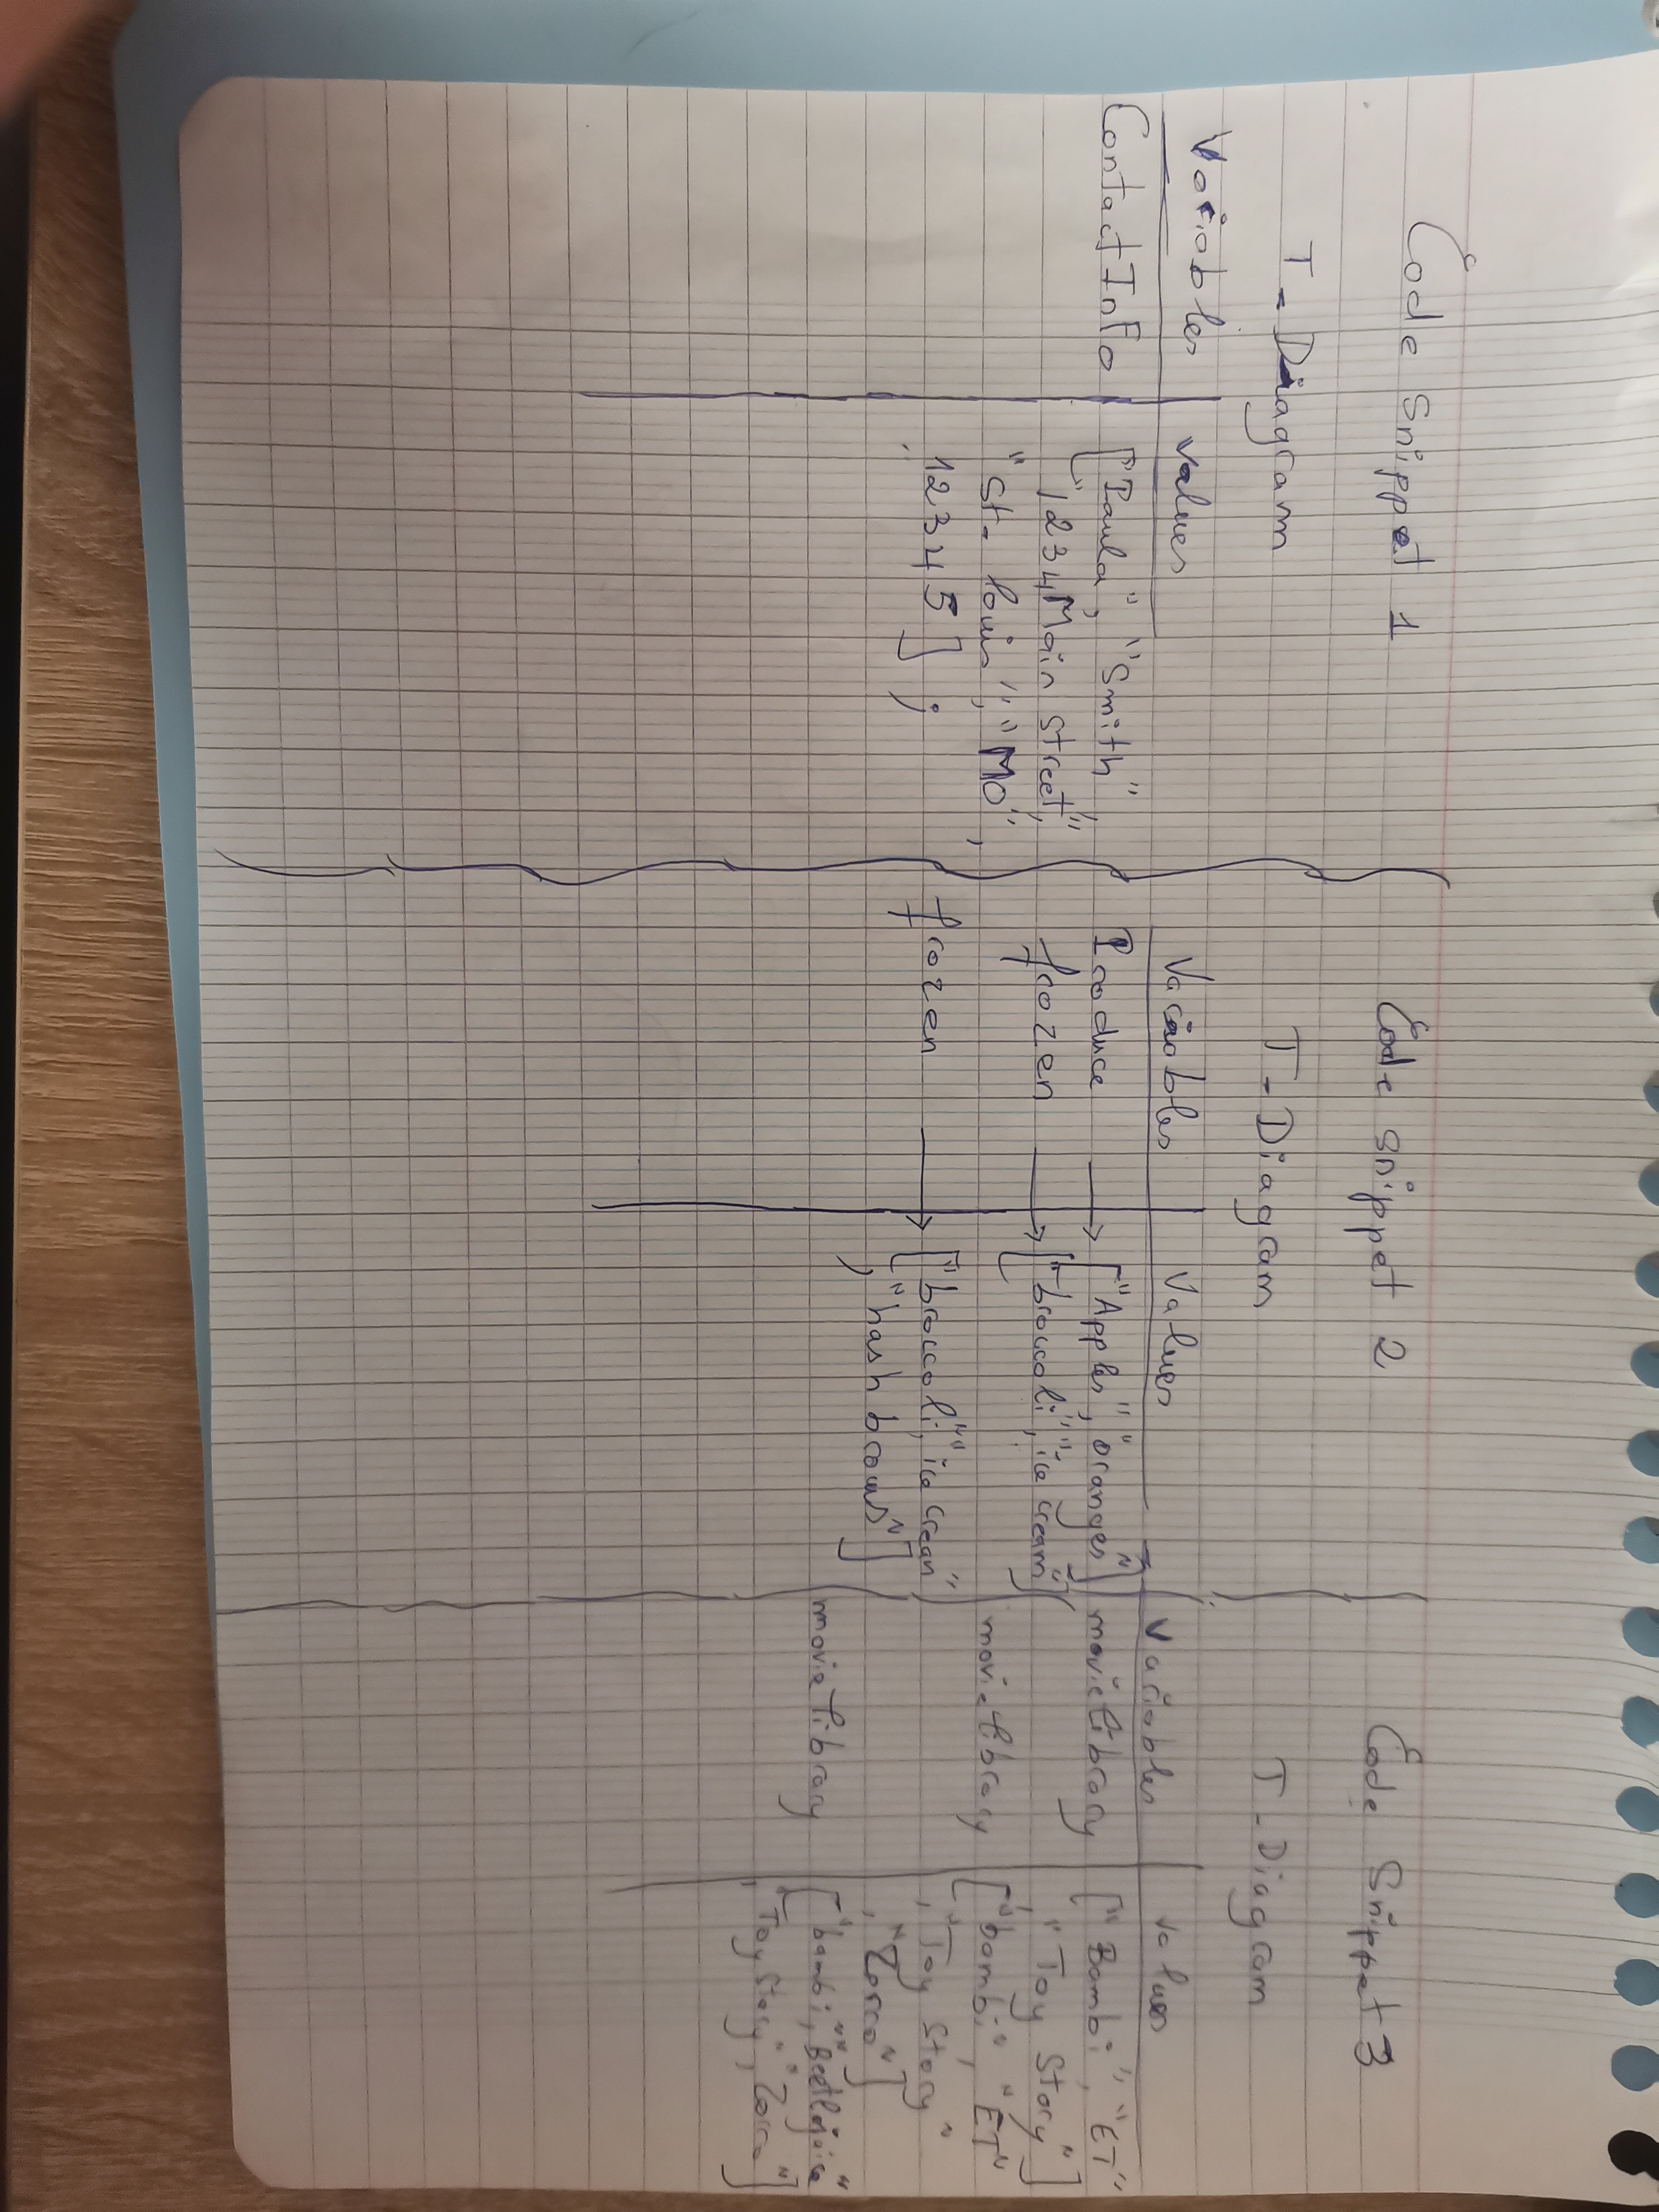 Code Snippet 1
T-Diagram
Variables values
ContactInfo ["Paula", "Smith",
"1234 Main street",
"St. louis", "MO",
12345];
Code snippet 2
T-Diagram
Variables Values
Produce → ["Apples", "oranges"]
frozen → ["broccoli", "ice cream"]
frozen → ["broccoli", "ice cream"
, "hash browns"]
Code Snippet 3
T-Diagram
Variables values
movielibrary ["Bambi", "ET"
, "Toy Story"]
movielibrary ["bambi", "ET"
, "Toy Story"
, "Zorro"]
movielibrary ["bambi", "Beetlejuice"
, "Toy Story", "Zorro"]